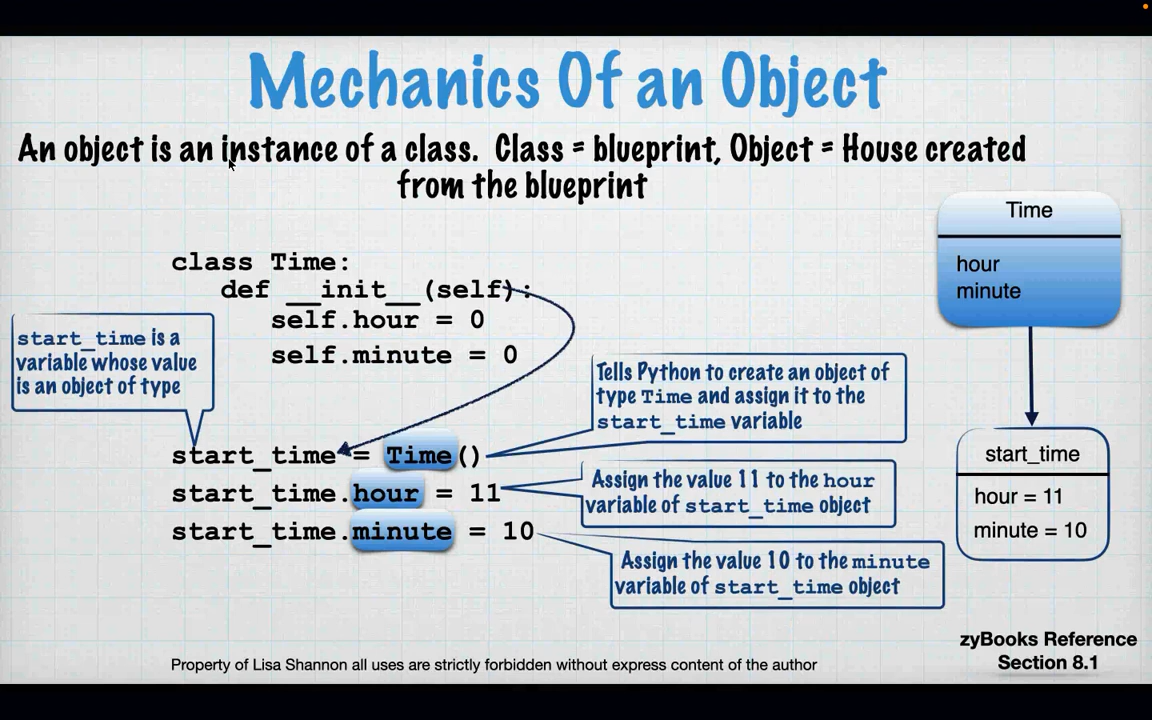 Mechanics Of an Object
An object is an instance of a class. Class = blueprint, Object = House created
from the blueprint
class Time:
def __init__(self):
self.hour = 0
self.minute = 0
start_time is a
variable whose value
is an object of type
Tells Python to create an object of
type Time and assign it to the
start_time variable
start_time = Time()
start_time.hour = 11
start_time.minute = 10
Assign the value 11 to the hour
variable of start_time object
Assign the value 10 to the minute
variable of start_time object
Time
hour
minute
start_time
hour = 11
minute = 10
zyBooks Reference
Section 8.1
Property of Lisa Shannon all uses are strictly forbidden without express content of the author